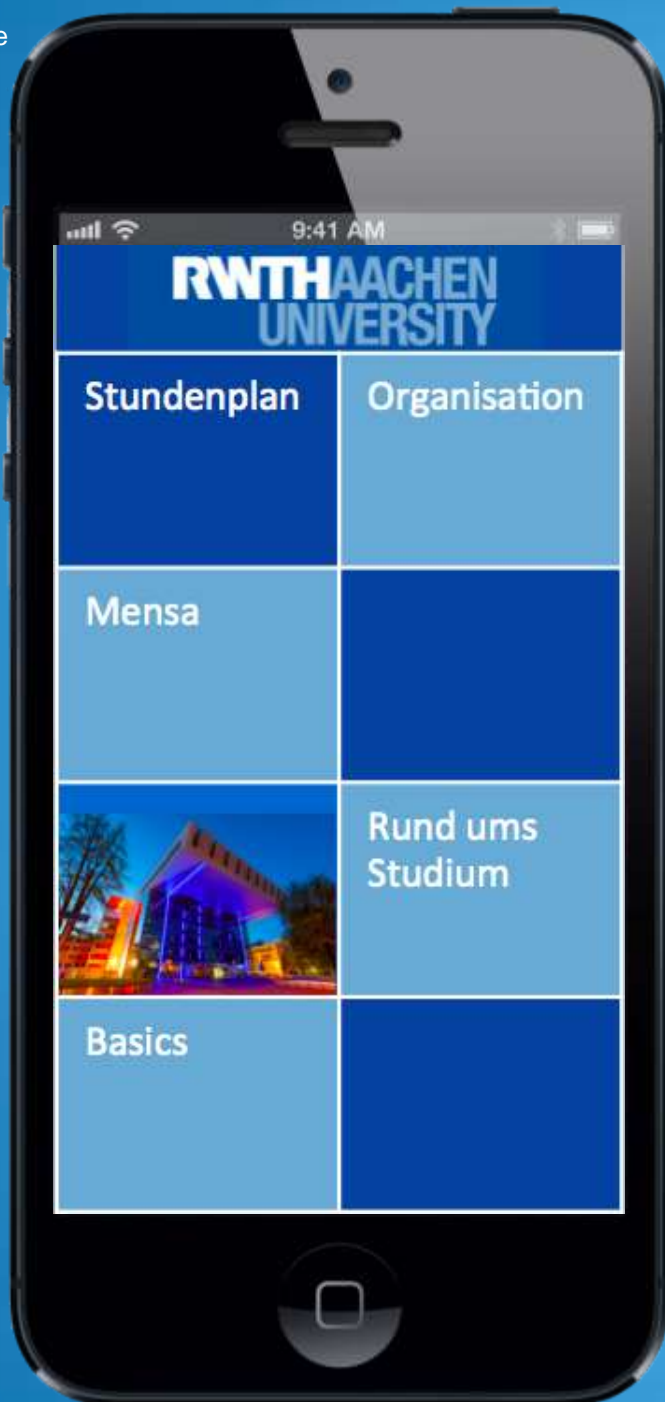 e
9:41 AM
RWTHAACHEN
UNIVERSITY
Stundenplan
Organisation
Mensa
Rund ums
Studium
Basics